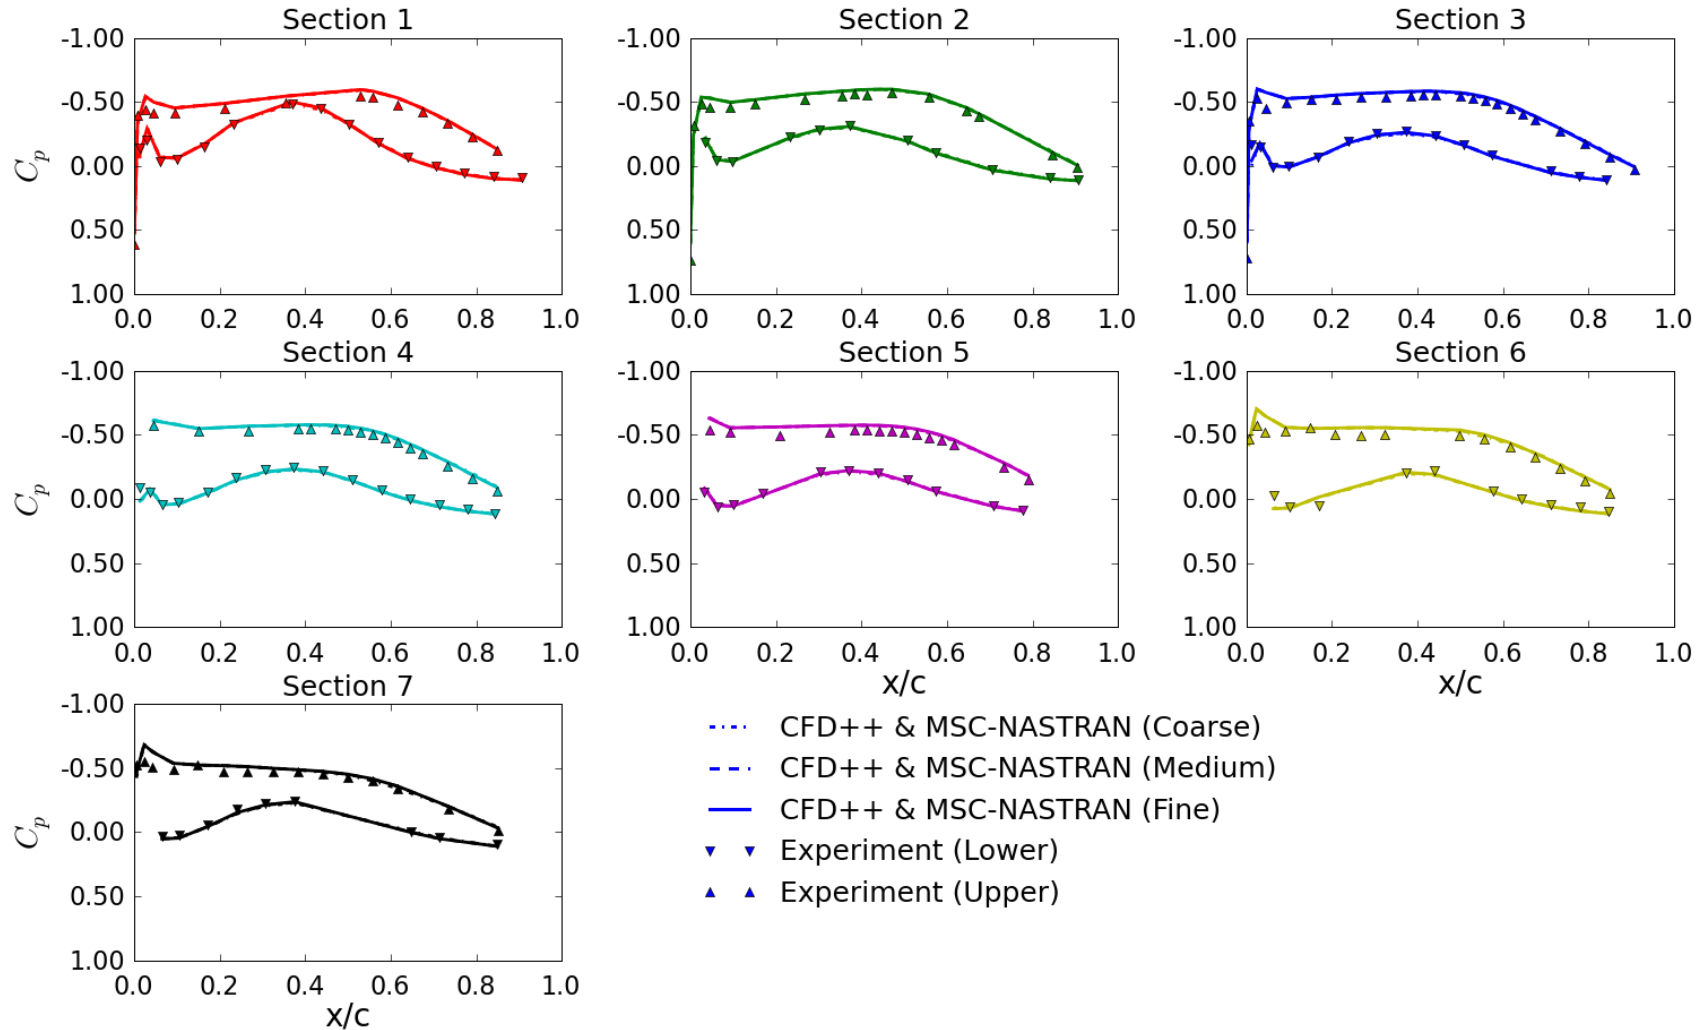 Section 1
Section 2
Section 3
-1.00
-0.50
0.00
0.50
1.00
Cp
0.0 0.2 0.4 0.6 0.8 1.0
-1.00
-0.50
0.00
0.50
1.00
0.0 0.2 0.4 0.6 0.8 1.0
-1.00
-0.50
0.00
0.50
1.00
0.0 0.2 0.4 0.6 0.8 1.0
Section 4
Section 5
Section 6
-1.00
-0.50
0.00
0.50
1.00
Cp
0.0 0.2 0.4 0.6 0.8 1.0
-1.00
-0.50
0.00
0.50
1.00
0.0 0.2 0.4 0.6 0.8 1.0
x/c
-1.00
-0.50
0.00
0.50
1.00
0.0 0.2 0.4 0.6 0.8 1.0
x/c
Section 7
-1.00
-0.50
0.00
0.50
1.00
Cp
0.0 0.2 0.4 0.6 0.8 1.0
x/c
CFD++ & MSC-NASTRAN (Coarse)
CFD++ & MSC-NASTRAN (Medium)
CFD++ & MSC-NASTRAN (Fine)
Experiment (Lower)
Experiment (Upper)